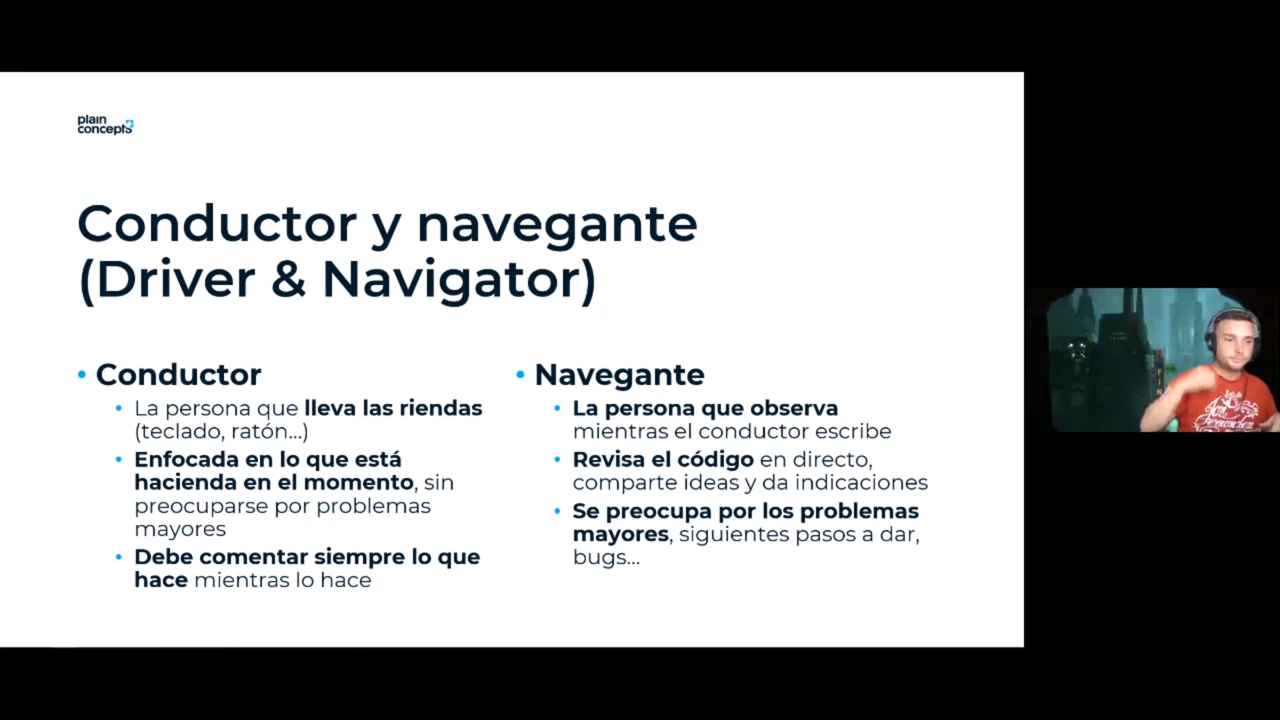 plain
concepts
Conductor y navegante
(Driver & Navigator)
• Conductor
• La persona que lleva las riendas
(teclado, ratón...)
• Enfocada en lo que está
hacienda en el momento, sin
preocuparse por problemas
mayores
• Debe comentar siempre lo que
hace mientras lo hace
• Navegante
• La persona que observa
mientras el conductor escribe
• Revisa el código en directo,
comparte ideas y da indicaciones
• Se preocupa por los problemas
mayores, siguientes pasos a dar,
bugs...